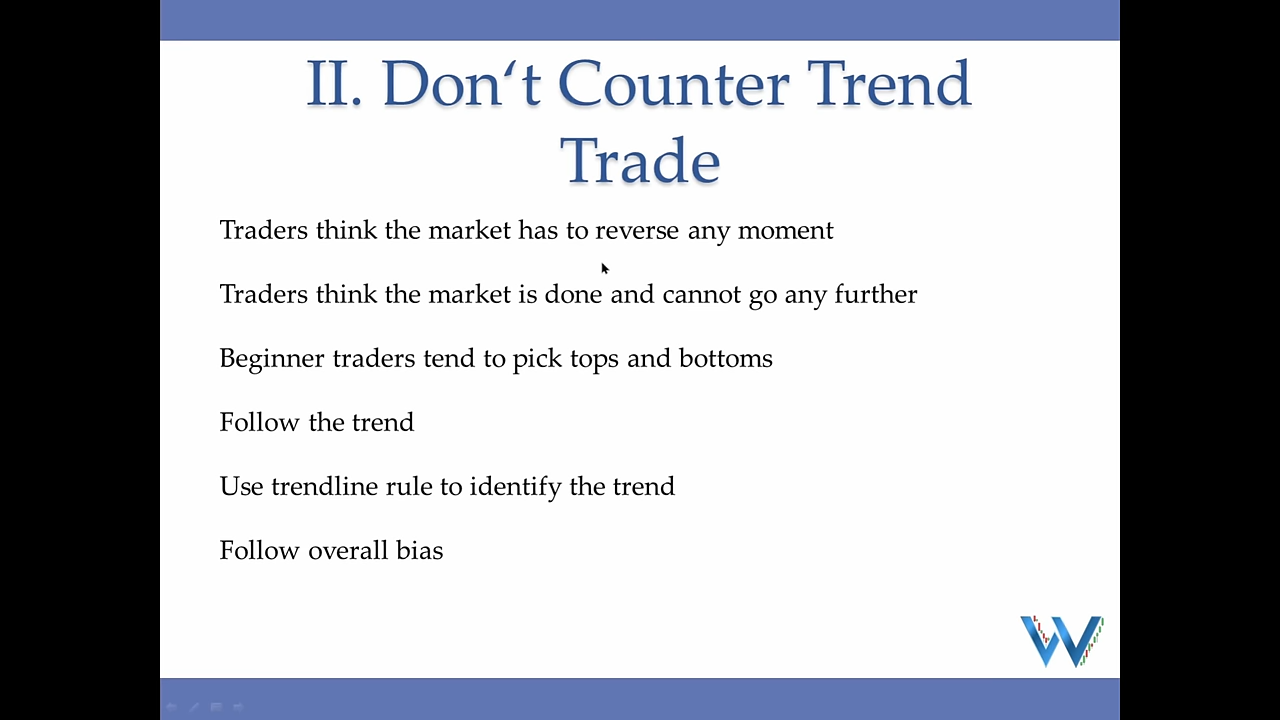 II. Don‘t Counter Trend
Trade
Traders think the market has to reverse any moment
Traders think the market is done and cannot go any further
Beginner traders tend to pick tops and bottoms
Follow the trend
Use trendline rule to identify the trend
Follow overall bias
W